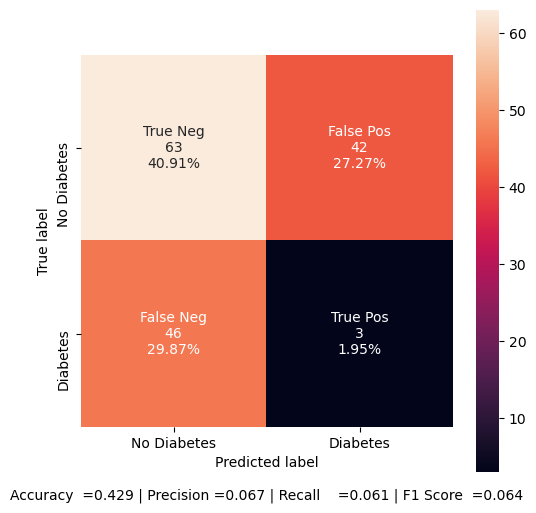 True Neg
63
40.91%
False Pos
42
27.27%
False Neg
46
29.87%
True Pos
3
1.95%
No Diabetes
Diabetes
True label
No Diabetes
Diabetes
Predicted label
60
50
40
30
20
10
Accuracy  =0.429 | Precision =0.067 | Recall    =0.061 | F1 Score  =0.064